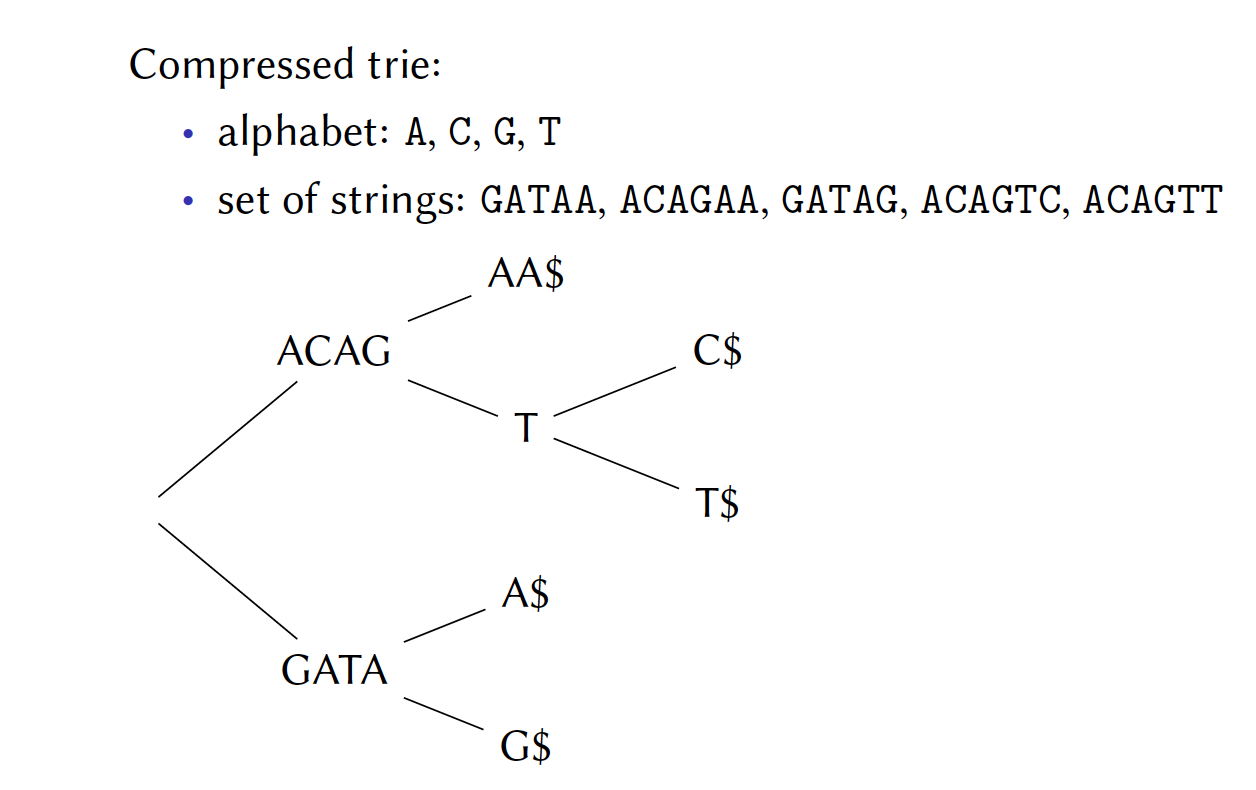 Compressed trie:
• alphabet: A, C, G, T
• set of strings: GATAA, ACAGAA, GATAG, ACAGTC, ACAGTT
AA$
ACAG
C$
T
T$
A$
GATA
G$